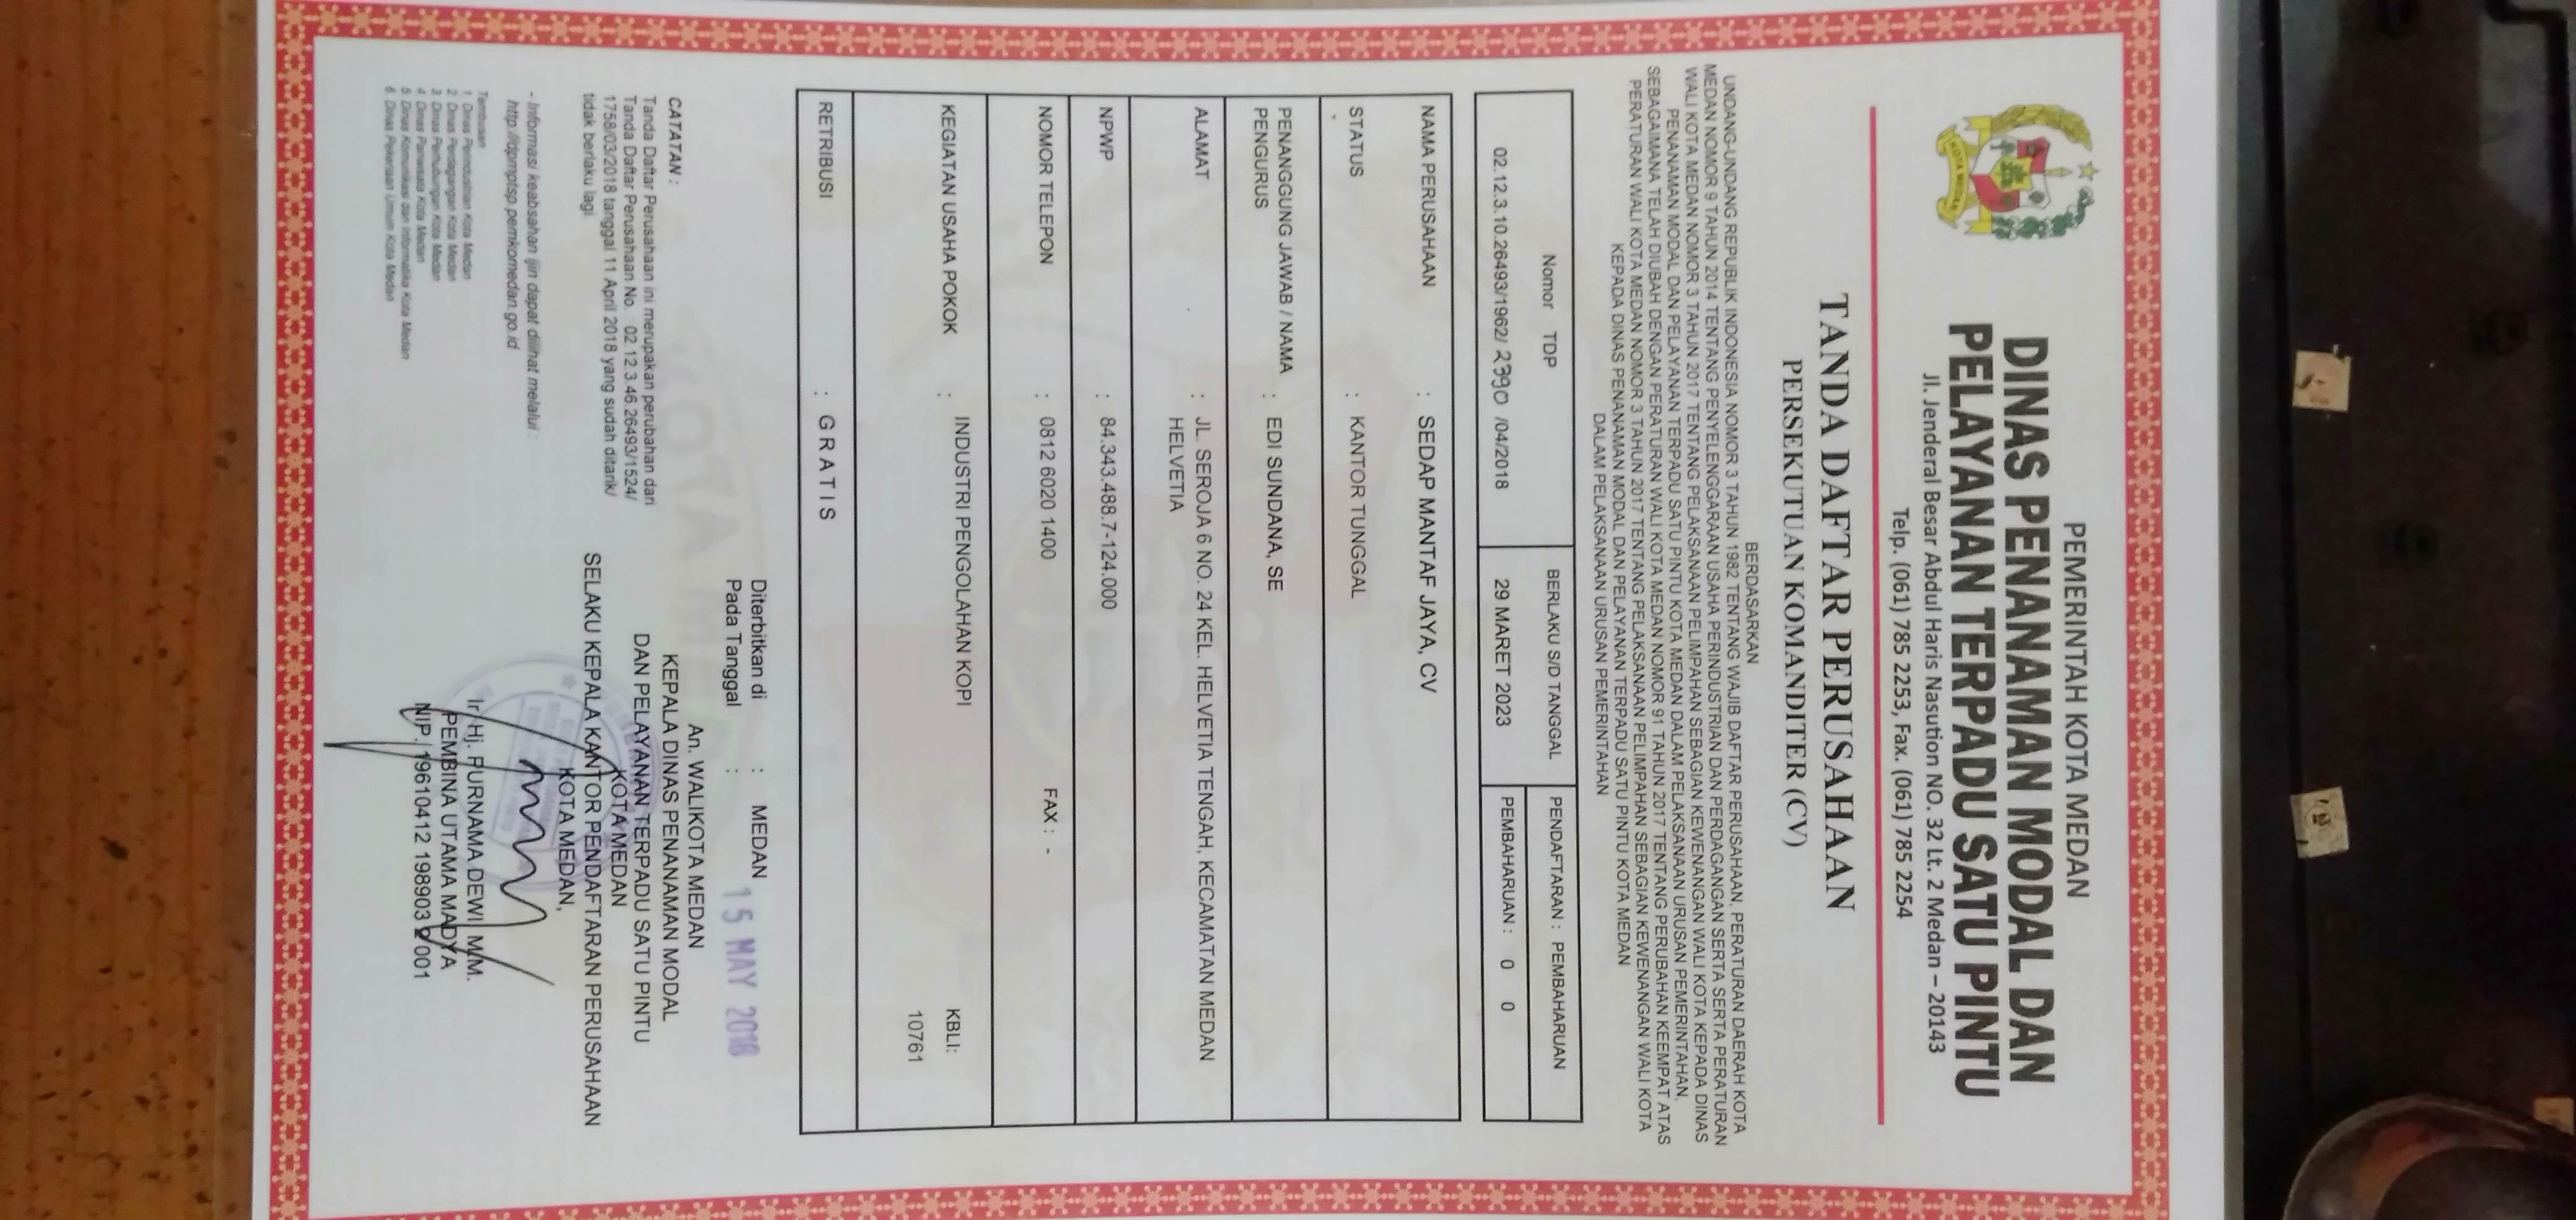 PEMERINTAH KOTA MEDAN
DINAS PENANAMAN MODAL DAN
PELAYANAN TERPADU SATU PINTU
Jl. Jenderal Besar Abdul Haris Nasution NO. 32 Lt. 2 Medan – 20143
Telp. (061) 785 2253, Fax. (061) 785 2254
KOTA MEDAN
TANDA DAFTAR PERUSAHAAN
PERSEKUTUAN KOMANDITER (CV)
BERDASARKAN
UNDANG-UNDANG REPUBLIK INDONESIA NOMOR 3 TAHUN 1982 TENTANG WAJIB DAFTAR PERUSAHAAN, PERATURAN DAERAH KOTA
MEDAN NOMOR 9 TAHUN 2014 TENTANG PENYELENGGARAAN USAHA PERINDUSTRIAN DAN PERDAGANGAN SERTA SERTA PERATURAN
WALI KOTA MEDAN NOMOR 3 TAHUN 2017 TENTANG PELAKSANAAN PELIMPAHAN SEBAGIAN KEWENANGAN WALI KOTA KEPADA DINAS
PENANAMAN MODAL DAN PELAYANAN TERPADU SATU PINTU KOTA MEDAN DALAM PELAKSANAAN URUSAN PEMERINTAHAN,
SEBAGAIMANA TELAH DIUBAH DENGAN PERATURAN WALI KOTA MEDAN NOMOR 91 TAHUN 2017 TENTANG PERUBAHAN KEEMPAT ATAS
PERATURAN WALI KOTA MEDAN NOMOR 3 TAHUN 2017 TENTANG PELAKSANAAN PELIMPAHAN SEBAGIAN KEWENANGAN WALI KOTA
KEPADA DINAS PENANAMAN MODAL DAN PELAYANAN TERPADU SATU PINTU KOTA MEDAN
DALAM PELAKSANAAN URUSAN PEMERINTAHAN
Nomor TDP
02.12.3.10.26493/1962/ 2390 /04/2018
BERLAKU S/D TANGGAL
29 MARET 2023
PENDAFTARAN : PEMBAHARUAN
PEMBAHARUAN : 0 0
NAMA PERUSAHAAN : SEDAP MANTAF JAYA, CV
STATUS : KANTOR TUNGGAL
PENANGGUNG JAWAB / NAMA : EDI SUNDANA, SE
PENGURUS
ALAMAT : JL. SEROJA 6 NO. 24 KEL. HELVETIA TENGAH, KECAMATAN MEDAN
HELVETIA
NPWP : 84.343.488.7-124.000
NOMOR TELEPON : 0812 6020 1400 FAX : -
KEGIATAN USAHA POKOK : INDUSTRI PENGOLAHAN KOPI KBLI:
10761
RETRIBUSI : G R A T I S
Diterbitkan di : MEDAN
Pada Tanggal : 15 MAY 2018
CATATAN :
Tanda Daftar Perusahaan ini merupakan perubahan dari
Tanda Daftar Perusahaan No. : 02.12.3.46.26493/1524/
1758/03/2018 tanggal 11 April 2018 yang sudah ditarik/
tidak berlaku lagi
- Informasi keabsahan ijin dapat dilihat melalui :
http://dpmptsp.pemkomedan.go.id
An. WALIKOTA MEDAN
KEPALA DINAS PENANAMAN MODAL
DAN PELAYANAN TERPADU SATU PINTU
KOTA MEDAN
SELAKU KEPALA KANTOR PENDAFTARAN PERUSAHAAN
KOTA MEDAN,
Ir. Hj. PURNAMA DEWI, M.M.
PEMBINA UTAMA MADYA
NIP. 19610412 198903 2 001
Tembusan
1. Dinas Perindustrian Kota Medan
2. Dinas Perdagangan Kota Medan
3. Dinas Perhubungan Kota Medan
4. Dinas Pariwisata Kota Medan
5. Dinas Komunikasi dan Informatika Kota Medan
6. Dinas Pekerjaan Umum Kota Medan